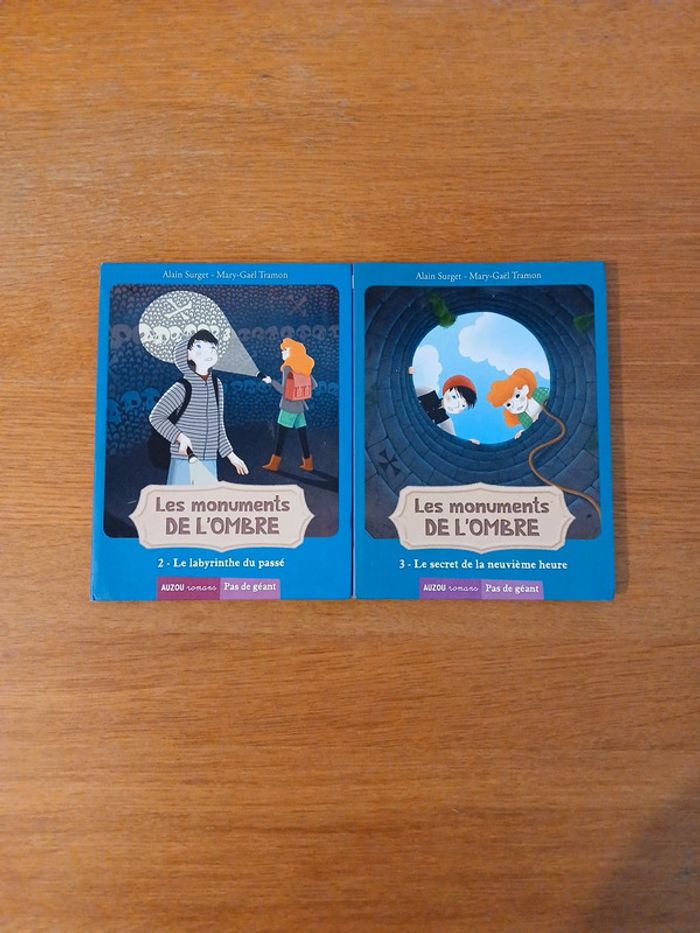 Alain Surget - Mary-Gaël Tramon
Les monuments
DE L'OMBRE
2 - Le labyrinthe du passé
AUZOU romans Pas de géant
Alain Surget - Mary-Gaël Tramon
Les monuments
DE L'OMBRE
3 - Le secret de la neuvième heure
AUZOU romans Pas de géant